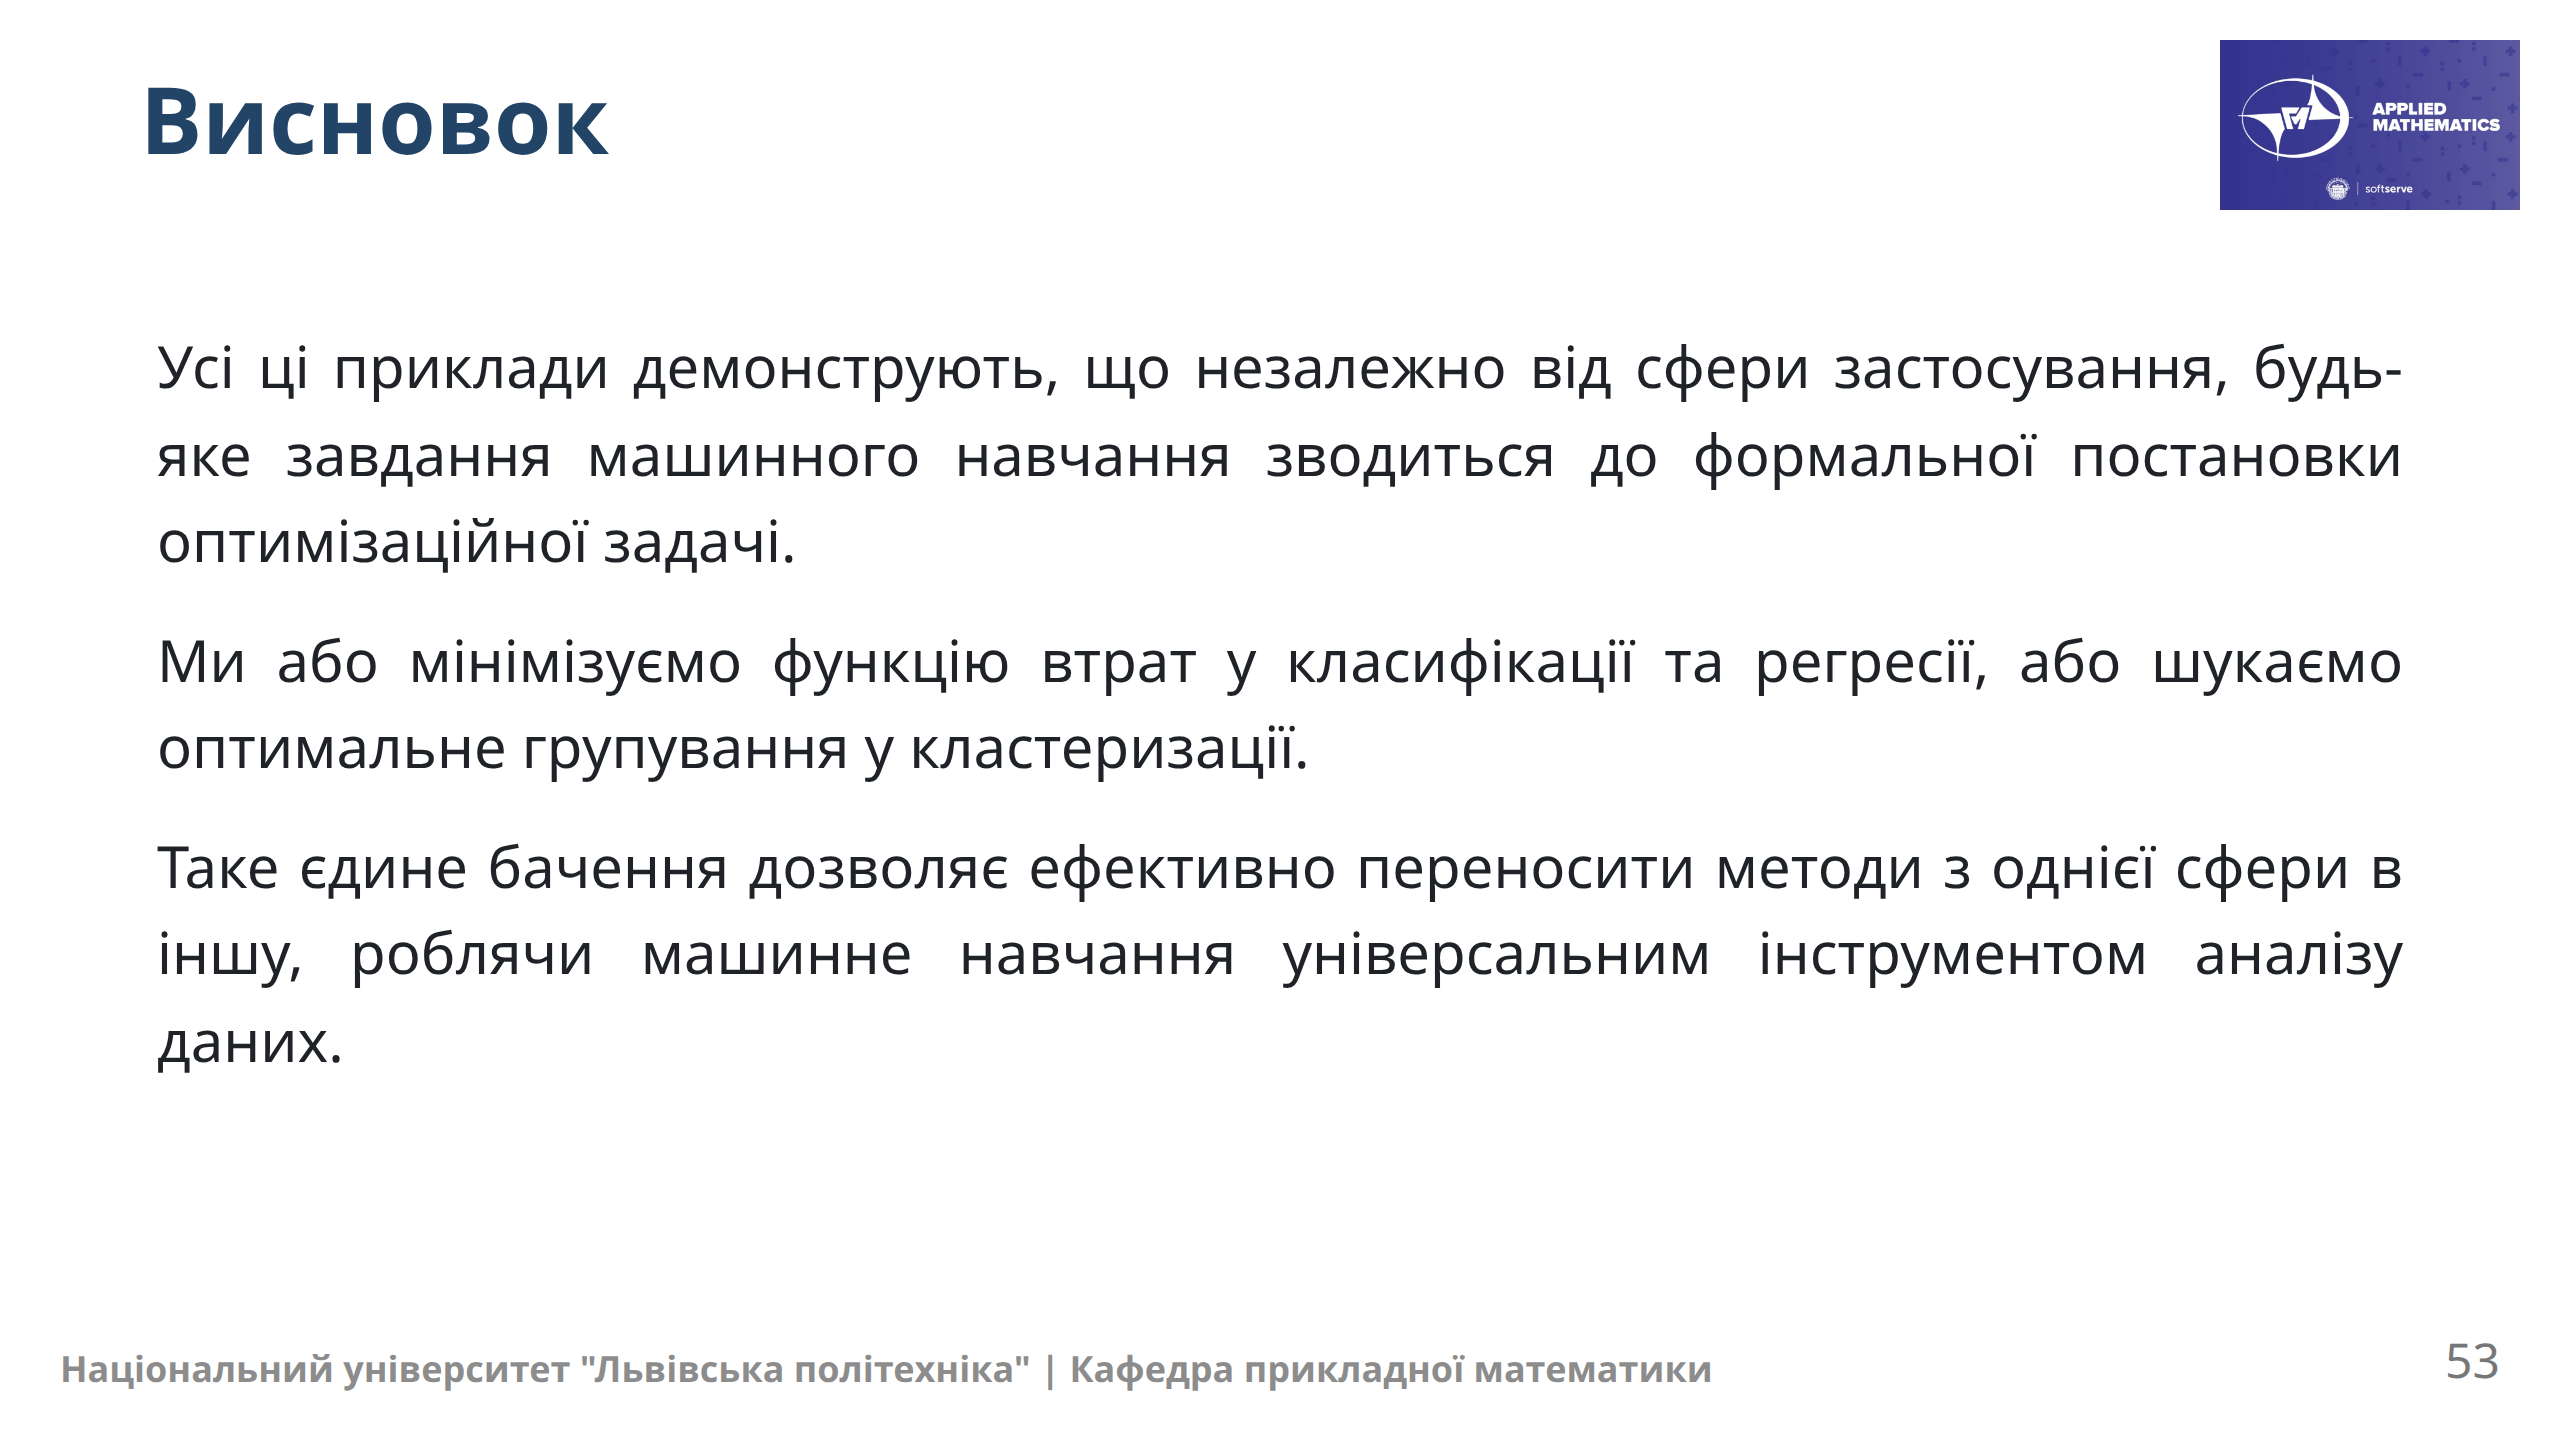 Висновок
APPLIED
MATHEMATICS
softserve
Усі ці приклади демонструють, що незалежно від сфери застосування, будь-
яке завдання машинного навчання зводиться до формальної постановки
оптимізаційної задачі.
Ми або мінімізуємо функцію втрат у класифікації та регресії, або шукаємо
оптимальне групування у кластеризації.
Таке єдине бачення дозволяє ефективно переносити методи з однієї сфери в
іншу, роблячи машинне навчання універсальним інструментом аналізу
даних.
Національний університет "Львівська політехніка" | Кафедра прикладної математики
53